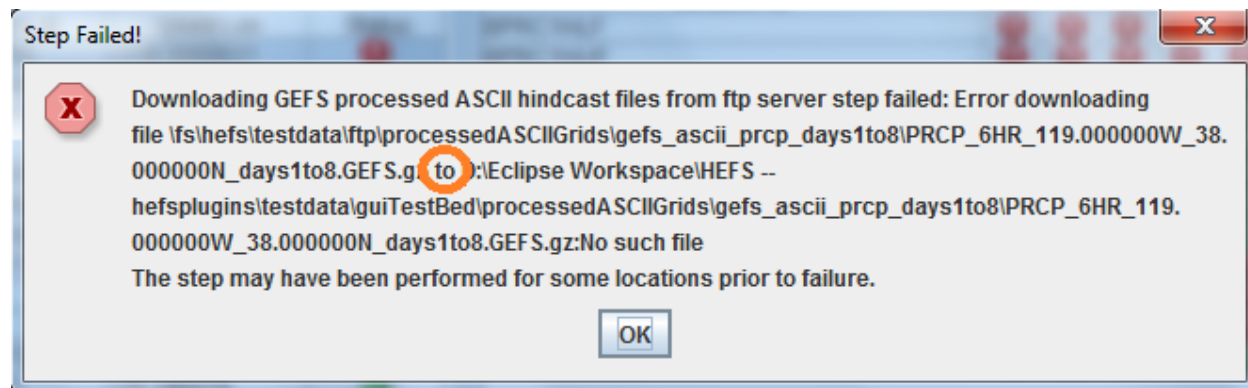 Step Failed!
X
X
Downloading GEFS processed ASCII hindcast files from ftp server step failed: Error downloading
file \fs\hefs\testdata\ftp\processedASCIIGrids\gefs_ascii_prcp_days1to8\PRCP_6HR_119.000000W_38.
000000N_days1to8.GEFS.gz to :\Eclipse Workspace\HEFS --
hefsplugins\testdata\guiTestBed\processedASCIIGrids\gefs_ascii_prcp_days1to8\PRCP_6HR_119.
000000W_38.000000N_days1to8.GEFS.gz:No such file
The step may have been performed for some locations prior to failure.
OK